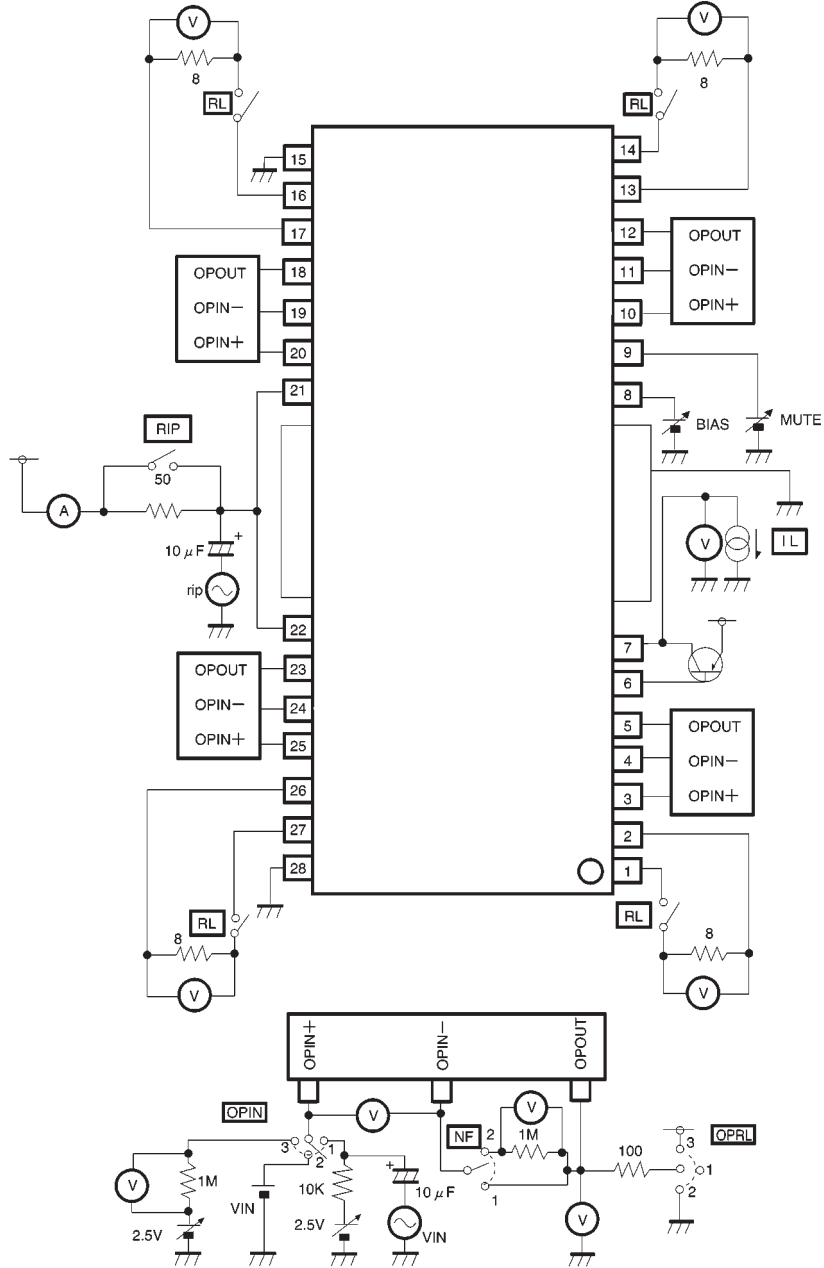 V
V
8
8
RL
RL
15
14
16
13
17
12
OPOUT
OPIN−
OPIN+
18
OPOUT
11
19
OPIN−
10
20
OPIN+
9
21
8
BIAS
MUTE
RIP
50
A
10 μF
+
rip
V
I L
22
7
23
OPOUT
6
24
OPIN−
5
OPOUT
25
OPIN+
4
OPIN−
3
OPIN+
26
2
27
1
28
RL
RL
8
8
V
V
OPIN+
OPIN−
OPOUT
OPIN
V
V
NF
2
1M
1
3
2
1
100
OPRL
3
1
2
V
1M
2.5V
VIN
10K
2.5V
+
10 μF
VIN
V